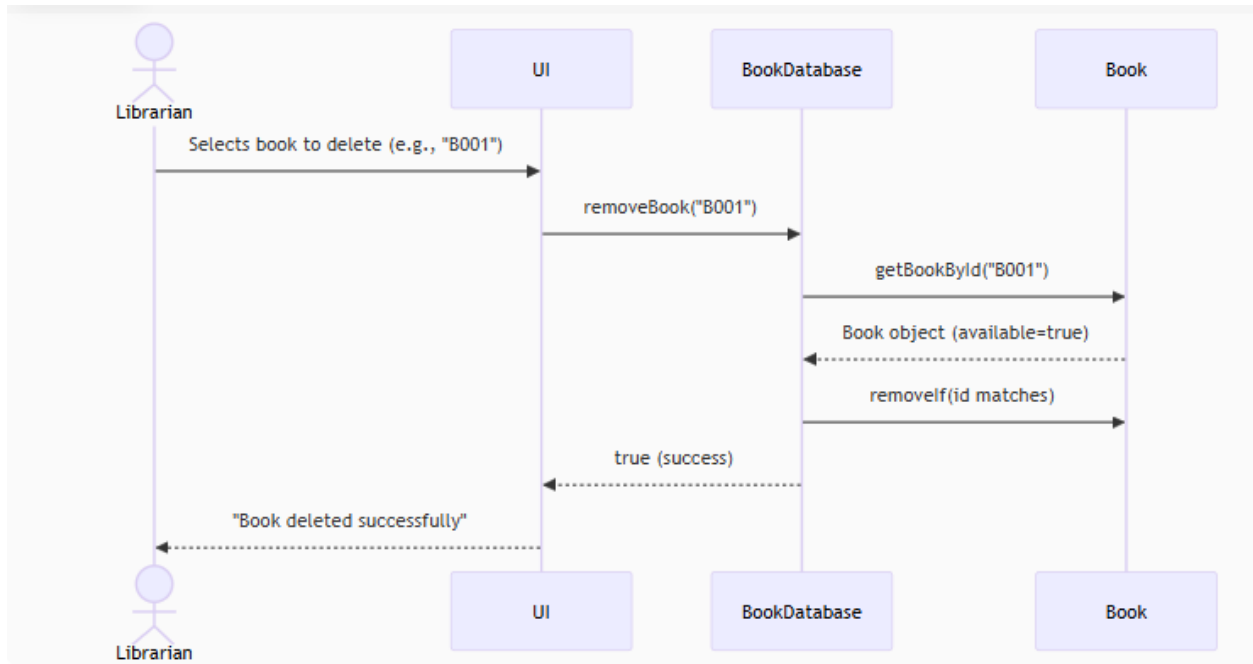 UI
BookDatabase
Book
Librarian
Selects book to delete (e.g., "B001")
removeBook("B001")
getBookById("B001")
Book object (available=true)
removeIf(id matches)
true (success)
"Book deleted successfully"
UI
BookDatabase
Book
Librarian